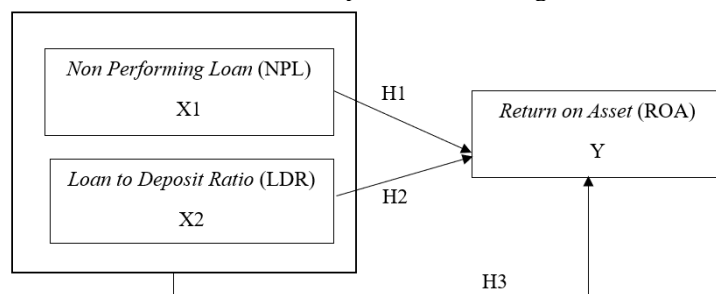 Non Performing Loan (NPL)
X1
H1
Return on Asset (ROA)
Y
Loan to Deposit Ratio (LDR)
X2
H2
H3